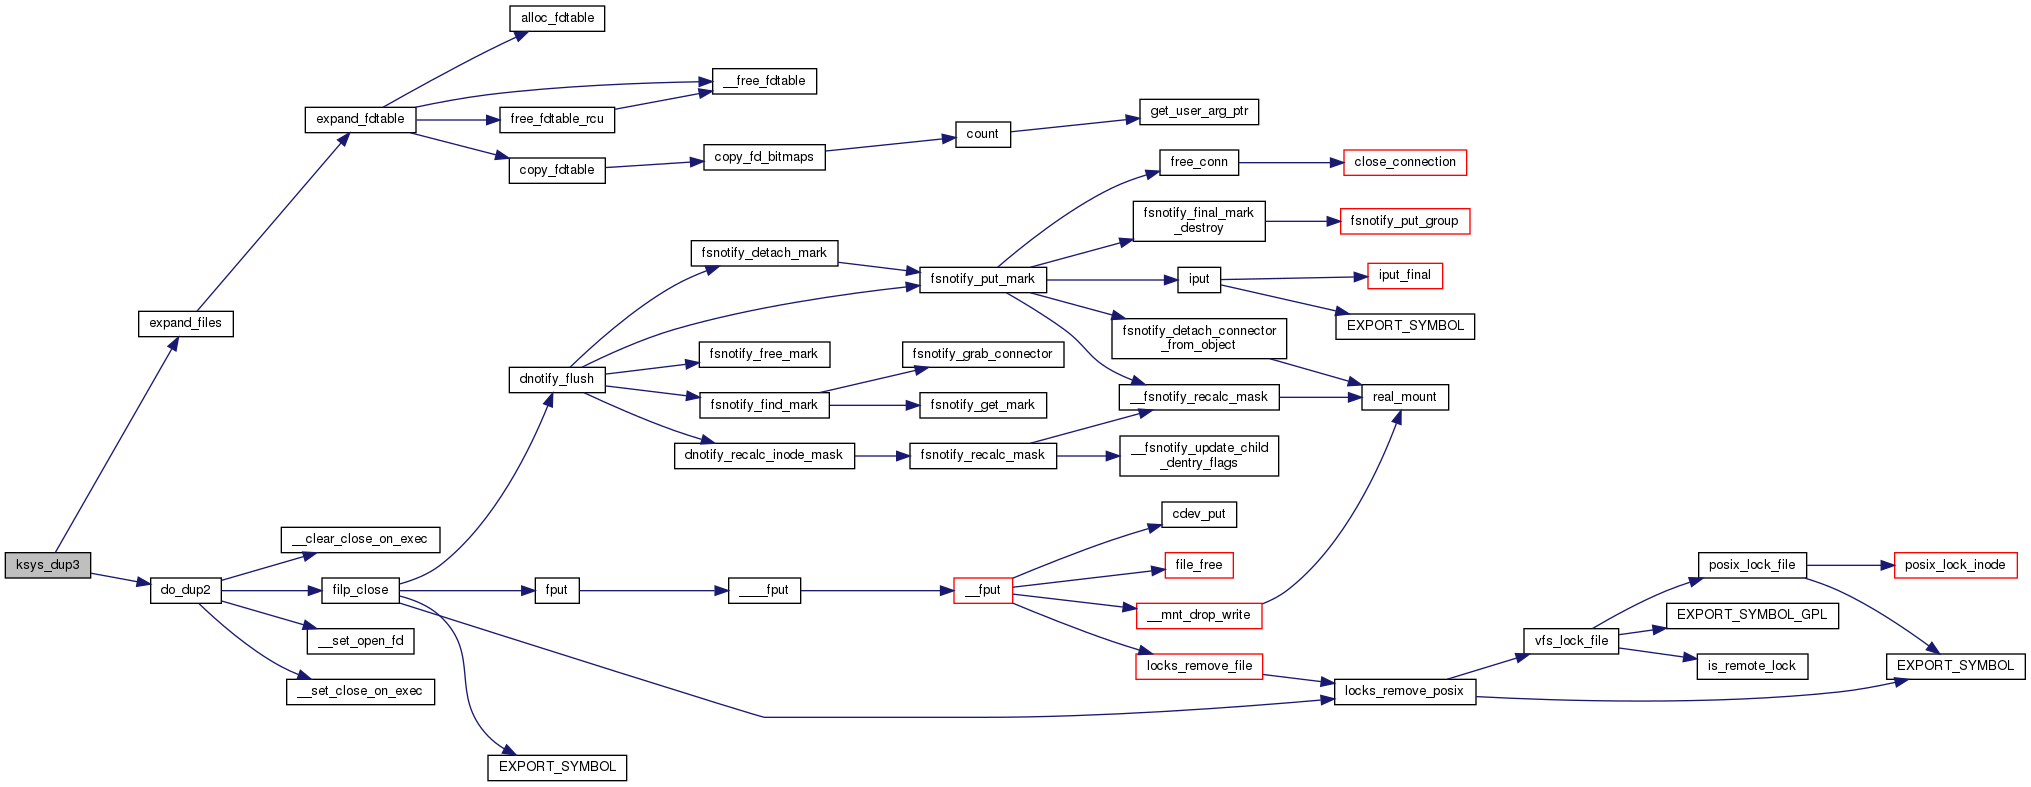 alloc_fdtable
__free_fdtable
expand_fdtable
free_fdtable_rcu
get_user_arg_ptr
count
copy_fd_bitmaps
copy_fdtable
free_conn
close_connection
fsnotify_final_mark
_destroy
fsnotify_put_group
fsnotify_detach_mark
fsnotify_put_mark
iput
iput_final
expand_files
EXPORT_SYMBOL
fsnotify_detach_connector
_from_object
fsnotify_free_mark
fsnotify_grab_connector
dnotify_flush
fsnotify_find_mark
fsnotify_get_mark
__fsnotify_recalc_mask
real_mount
dnotify_recalc_inode_mask
fsnotify_recalc_mask
__fsnotify_update_child
_dentry_flags
cdev_put
__clear_close_on_exec
ksys_dup3
file_free
posix_lock_file
posix_lock_inode
do_dup2
filp_close
fput
____fput
__fput
__mnt_drop_write
EXPORT_SYMBOL_GPL
__set_open_fd
vfs_lock_file
locks_remove_file
is_remote_lock
EXPORT_SYMBOL
__set_close_on_exec
locks_remove_posix
EXPORT_SYMBOL